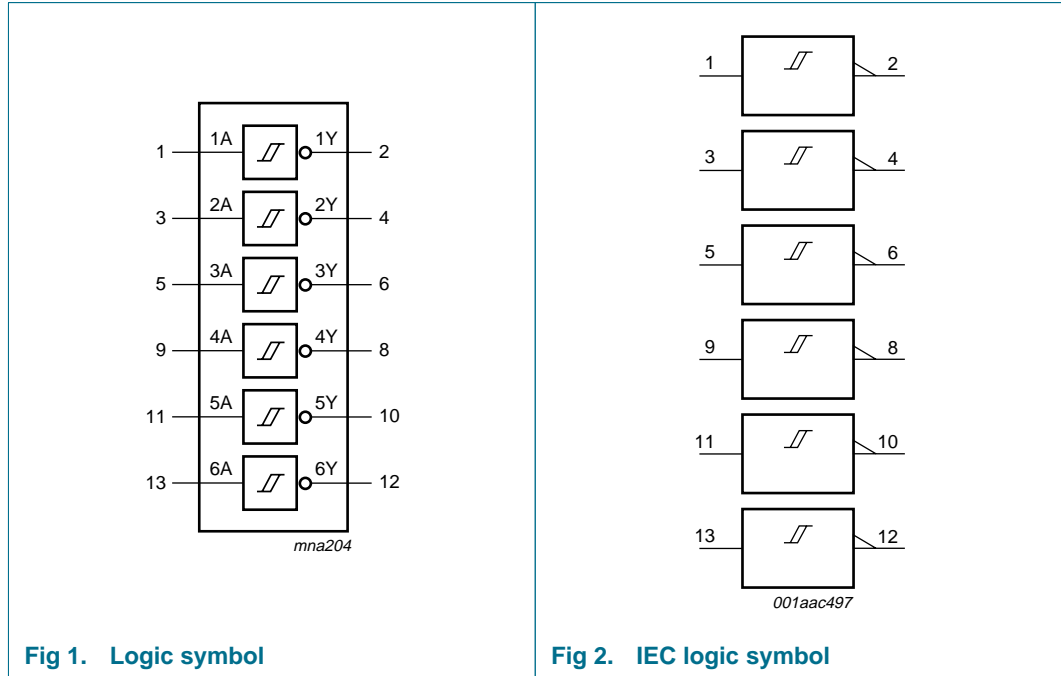 1 1A 1Y 2
3 2A 2Y 4
5 3A 3Y 6
9 4A 4Y 8
11 5A 5Y 10
13 6A 6Y 12
mna204
Fig 1. Logic symbol
1 2
3 4
5 6
9 8
11 10
13 12
001aac497
Fig 2. IEC logic symbol